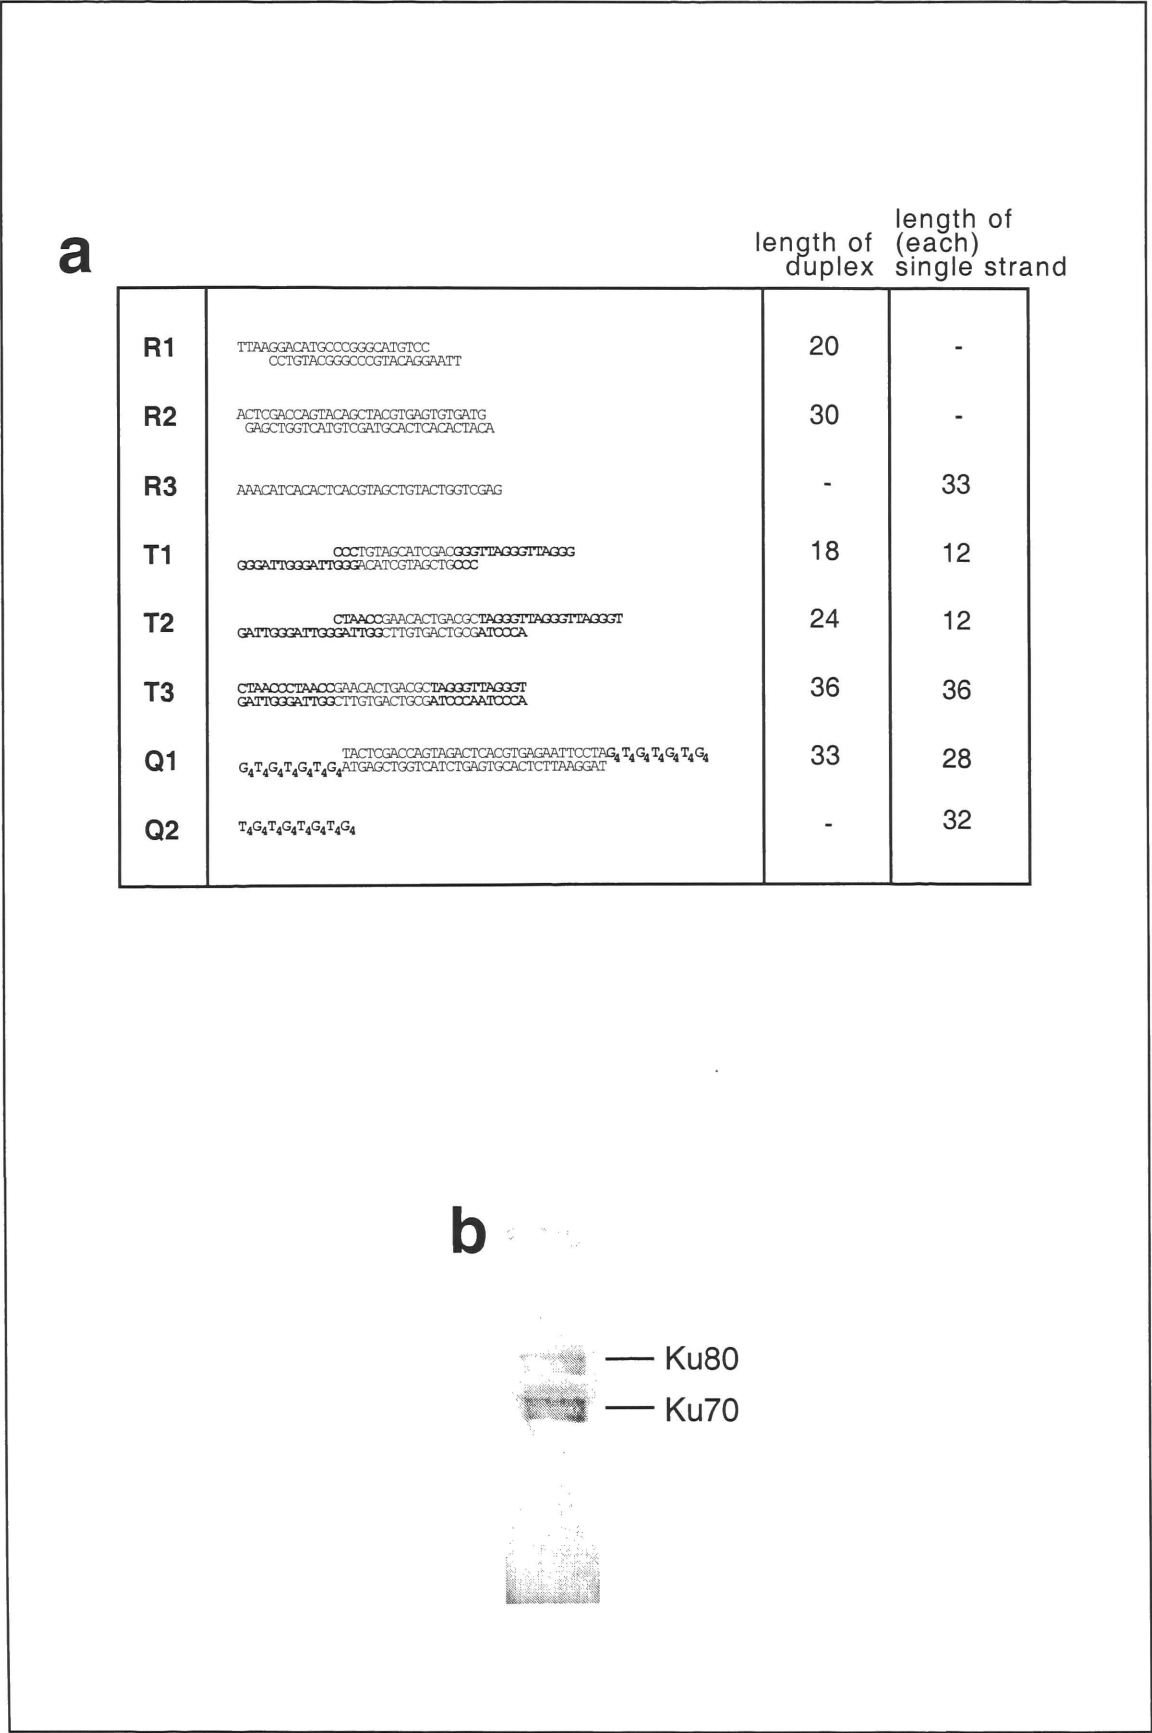 a
length of duplex
length of (each) single strand
R1 TTAAGGACATGCCCGGGCATGTCC 20 -
CCTGTACGGGCCCGTACAGGAATT
R2 ACTCGACCAGTACAGCTACGTGAGTGTGATG 30 -
GAGCTGGTCATGTCGATGCACTCACACTACA
R3 AAACATCACACTCACGTAGCTGTACTGGTCGAG - 33
T1 CCCTGTAGCATCGACGGGTTAGGGTTAGGG 18 12
GGGATTGGGATTGGGACATCGTAGCTGCCC
T2 CTAACCGAACACTGACGCTAGGGTTAGGGTTAGGGT 24 12
GATTGGGATTGGGATTGGCTTGTGACTGCGATCCCA
T3 CTAACCCTAACCGAACACTGACGCTAGGGTTAGGGT 36 36
GATTGGGATTGGCTTGTGACTGCGATCCCAATCCCA
Q1 TACTCGACCAGTAGACTCACGTGAGAATTCCTAG4T4G4T4G4T4G4 33 28
G4T4G4T4G4T4G4ATGAGCTGGTCATCTGAGTGCACTCTTAAGGAT
Q2 T4G4T4G4T4G4T4G4 - 32
b
Ku80
Ku70